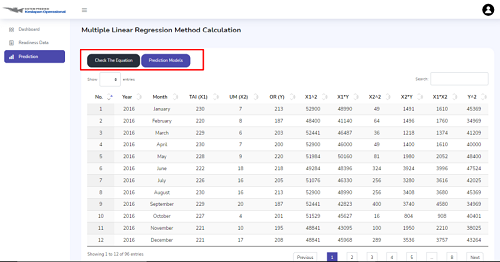 Kesiapan Operasional
Multiple Linear Regression Method Calculation
Dashboard
Readiness Data
Prediction
Check The Equation
Prediction Models
Show
entries
Search:
No. Year Month TAI (X1) UM (X2) OR (Y) X1^2 X1*Y X2^2 X2*Y X1*X2 Y^2
1 2016 January 230 7 213 52900 48990 49 1491 1610 45369
2 2016 February 220 8 187 48400 41140 64 1496 1760 34969
3 2016 March 229 6 203 52441 46487 36 1218 1374 41209
4 2016 April 230 7 200 52900 46000 49 1400 1610 40000
5 2016 May 228 9 220 51984 50160 81 1980 2052 48400
6 2016 June 222 18 218 49284 48396 324 3924 3996 47524
7 2016 July 226 16 205 51076 46330 256 3280 3616 42025
8 2016 August 230 16 213 52900 48990 256 3408 3680 45369
9 2016 September 229 20 187 52441 42823 400 3740 4580 34969
10 2016 October 227 4 201 51529 45627 16 804 908 40401
11 2016 November 221 10 195 48841 43095 100 1950 2210 38025
12 2016 December 221 17 208 48841 45968 289 3536 3757 43264
Showing 1 to 12 of 96 entries
Previous 1 2 3 4 5 ... 8 Next